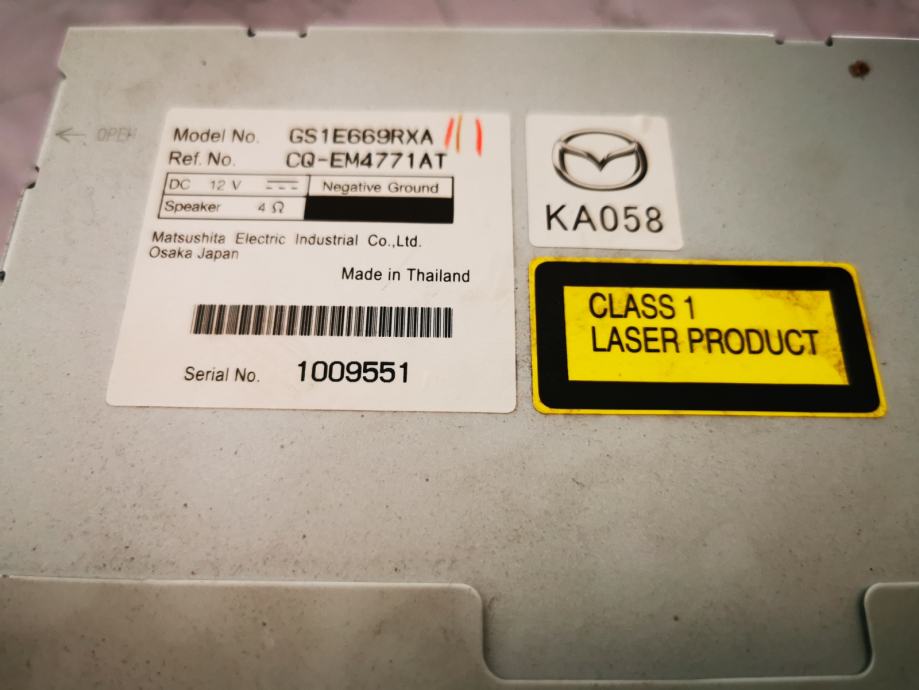 ← OPEN
Model No. GS1E669RXA
Ref. No. CQ-EM4771AT
DC 12 V Negative Ground
Speaker 4 Ω
Matsushita Electric Industrial Co.,Ltd.
Osaka Japan
Made in Thailand
Serial No. 1009551
KA058
CLASS 1
LASER PRODUCT